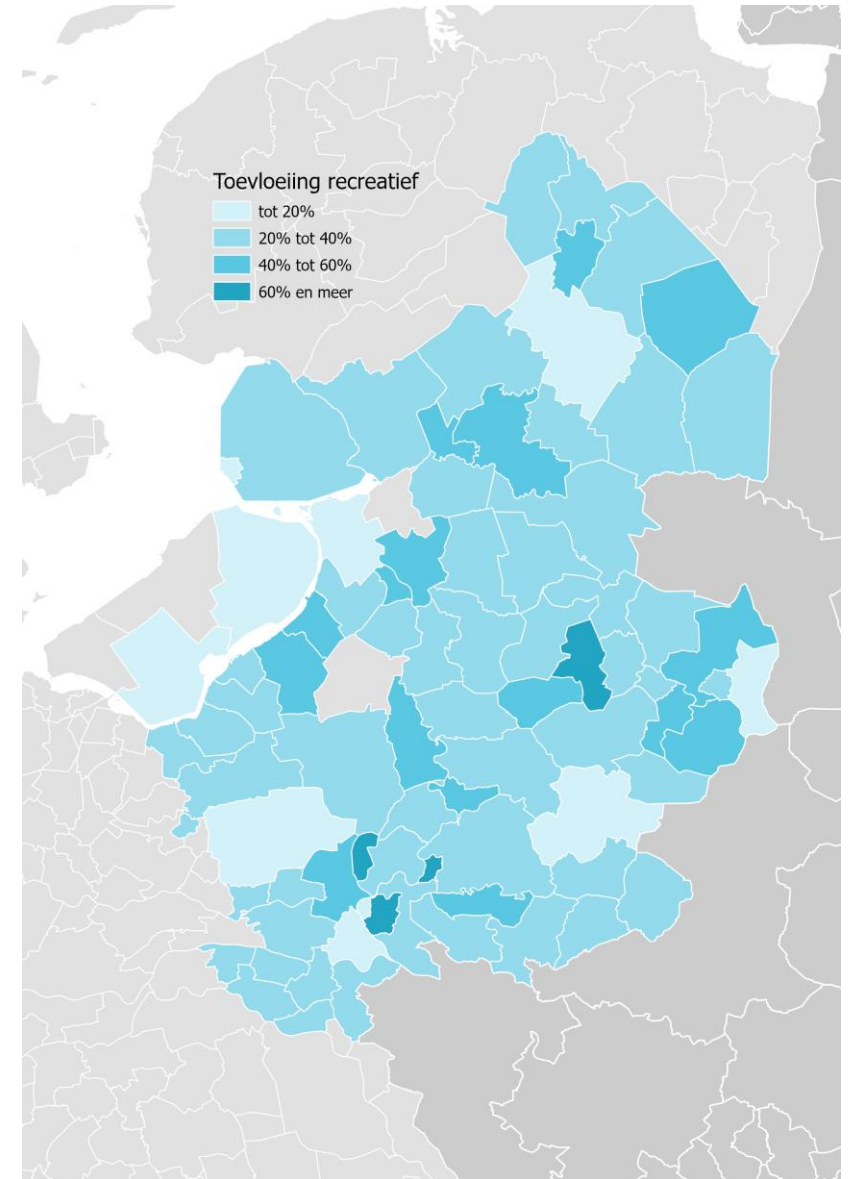 Toevloeiing recreatief
tot 20%
20% tot 40%
40% tot 60%
60% en meer